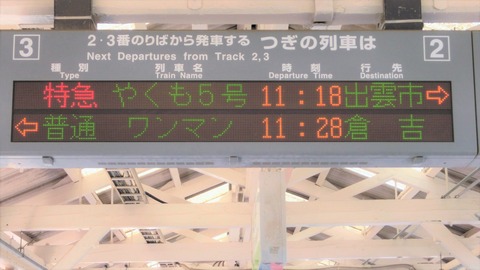 3 2・3番のりばから発車する つぎの列車は 2
Next Departures from Track 2,3
種別 列車名 発車時刻 行先
Type Train Name Departure Time Destination
特急 やくも5号 11:18 出雲市 ⇨
⇦ 普通 ワンマン 11:28 倉吉